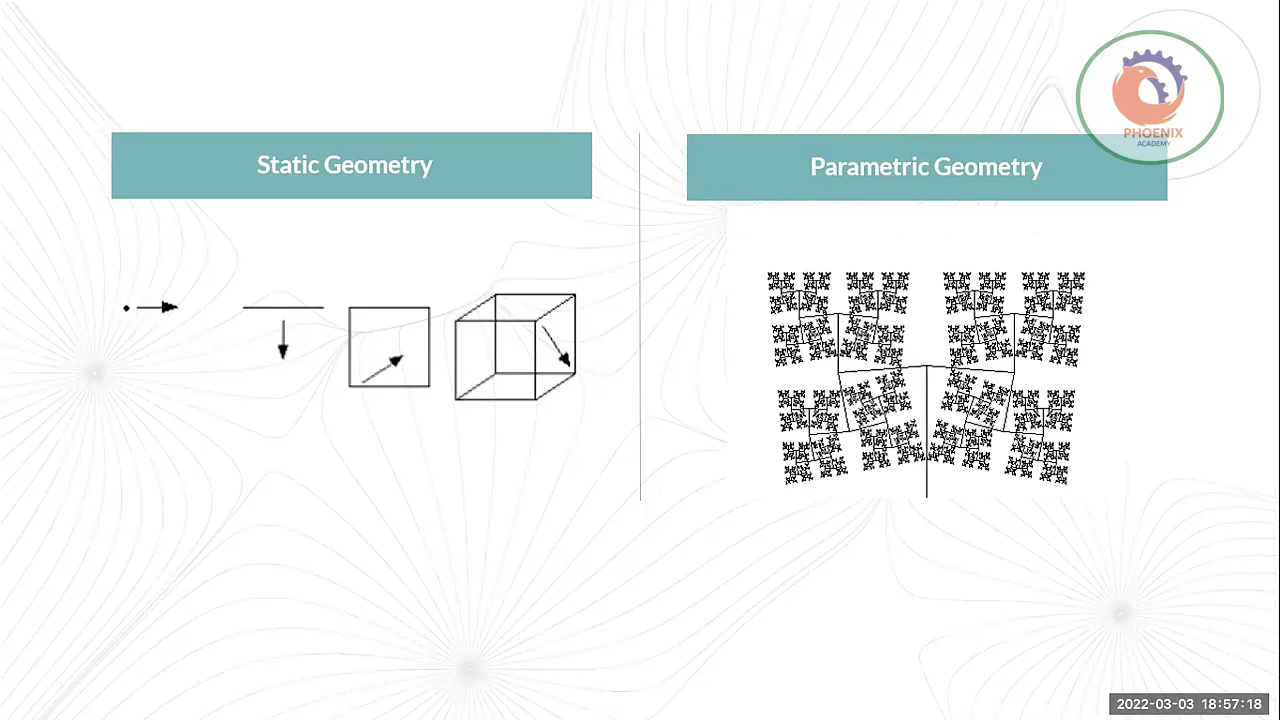 Static Geometry
Parametric Geometry
PHOENIX
ACADEMY
2022-03-03 18:57:18